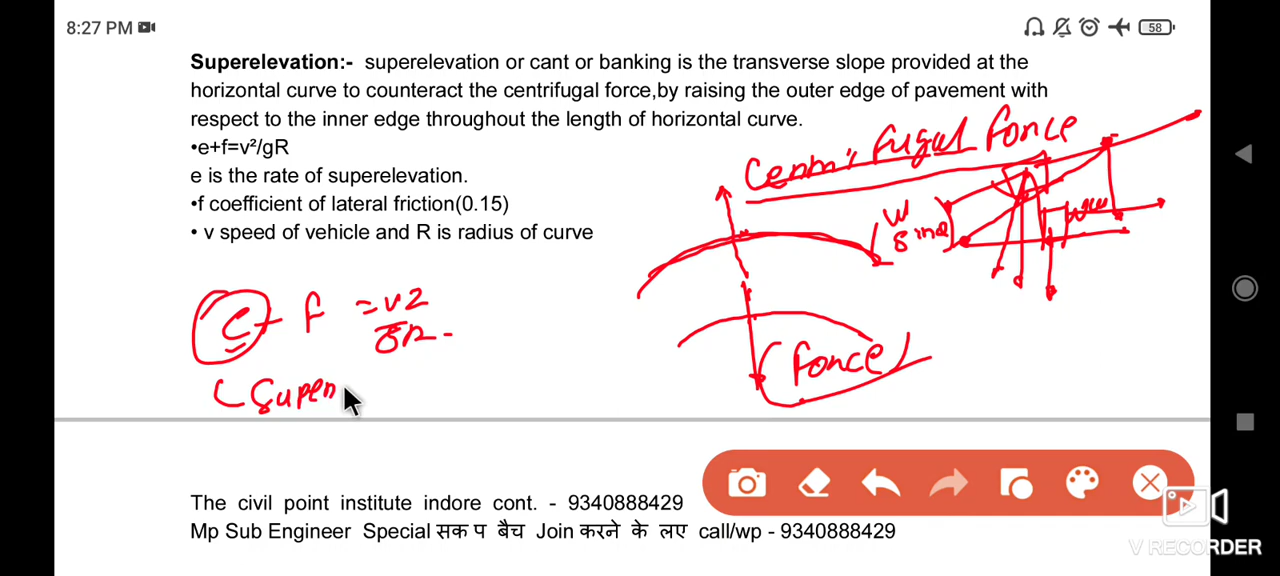 8:27 PM
58
Superelevation:- superelevation or cant or banking is the transverse slope provided at the
horizontal curve to counteract the centrifugal force,by raising the outer edge of pavement with
respect to the inner edge throughout the length of horizontal curve.
•e+f=v²/gR
e is the rate of superelevation.
•f coefficient of lateral friction(0.15)
• v speed of vehicle and R is radius of curve
fugal force
W
(force)
f = v2
(Super
The civil point institute indore cont. - 9340888429
Mp Sub Engineer Special सक प बैच Join करने के लए call/wp - 9340888429
V RECORDER